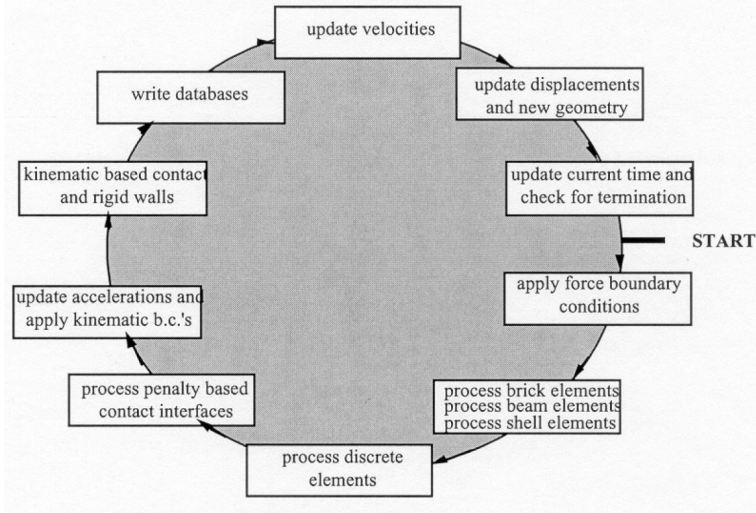 update velocities
update displacements
and new geometry
update current time and
check for termination
START
apply force boundary
conditions
process brick elements
process beam elements
process shell elements
process discrete
elements
process penalty based
contact interfaces
update accelerations and
apply kinematic b.c.'s
kinematic based contact
and rigid walls
write databases